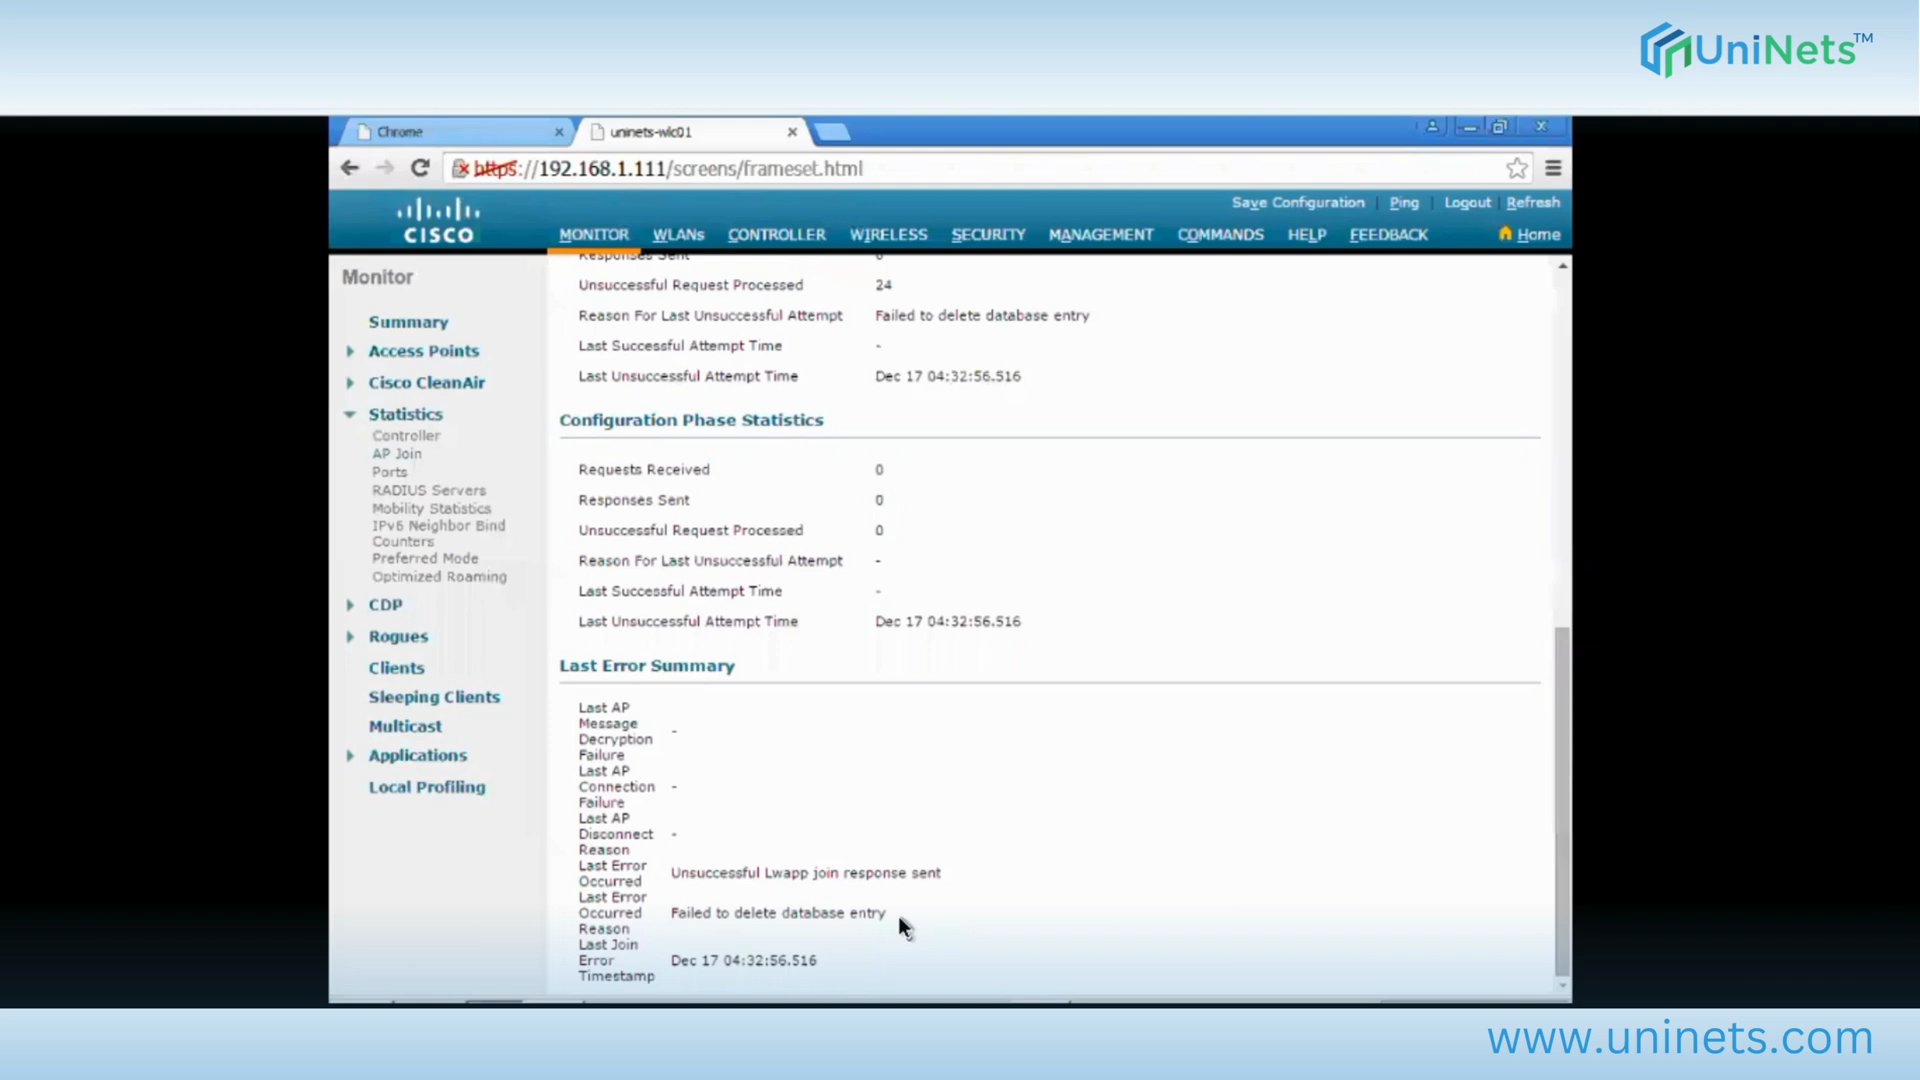 UniNets™
Chrome
uninets-wlc01
https://192.168.1.111/screens/frameset.html
Save Configuration | Ping | Logout | Refresh
CISCO
MONITOR WLANs CONTROLLER WIRELESS SECURITY MANAGEMENT COMMANDS HELP FEEDBACK Home
Monitor
Summary
Access Points
Cisco CleanAir
Statistics
Controller
AP Join
Ports
RADIUS Servers
Mobility Statistics
IPv6 Neighbor Bind
Counters
Preferred Mode
Optimized Roaming
CDP
Rogues
Clients
Sleeping Clients
Multicast
Applications
Local Profiling
Responses Sent 0
Unsuccessful Request Processed 24
Reason For Last Unsuccessful Attempt Failed to delete database entry
Last Successful Attempt Time -
Last Unsuccessful Attempt Time Dec 17 04:32:56.516
Configuration Phase Statistics
Requests Received 0
Responses Sent 0
Unsuccessful Request Processed 0
Reason For Last Unsuccessful Attempt -
Last Successful Attempt Time -
Last Unsuccessful Attempt Time Dec 17 04:32:56.516
Last Error Summary
Last AP
Message
Decryption -
Failure
Last AP
Connection -
Failure
Last AP
Disconnect -
Reason
Last Error
Occurred Unsuccessful Lwapp join response sent
Last Error
Occurred Failed to delete database entry
Reason
Last Join
Error Dec 17 04:32:56.516
Timestamp
www.uninets.com